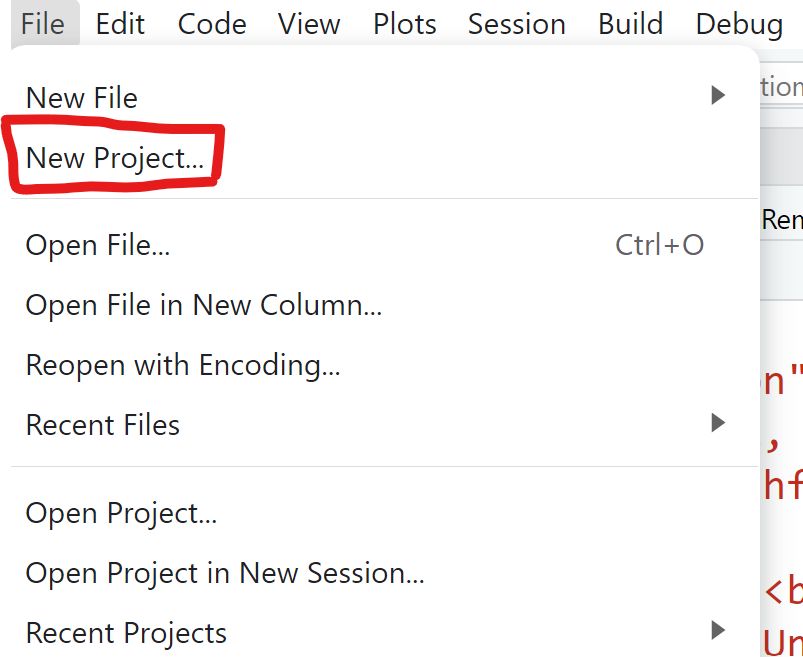 File Edit Code View Plots Session Build Debug
New File
New Project...
Open File... Ctrl+O
Ren
Open File in New Column...
Reopen with Encoding...
n"
Recent Files
,
hf
Open Project...
Open Project in New Session...
<b
Recent Projects
Un